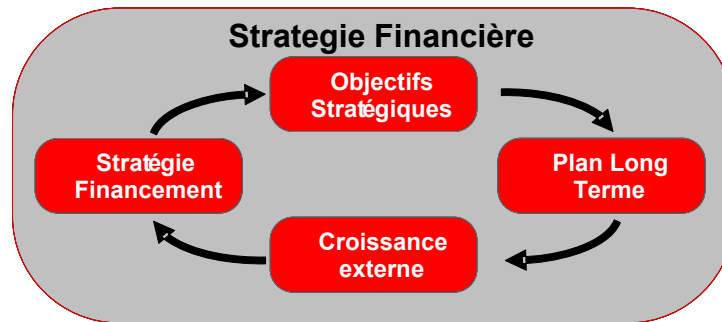 Strategie Financière
Objectifs
Stratégiques
Stratégie
Financement
Plan Long
Terme
Croissance
externe